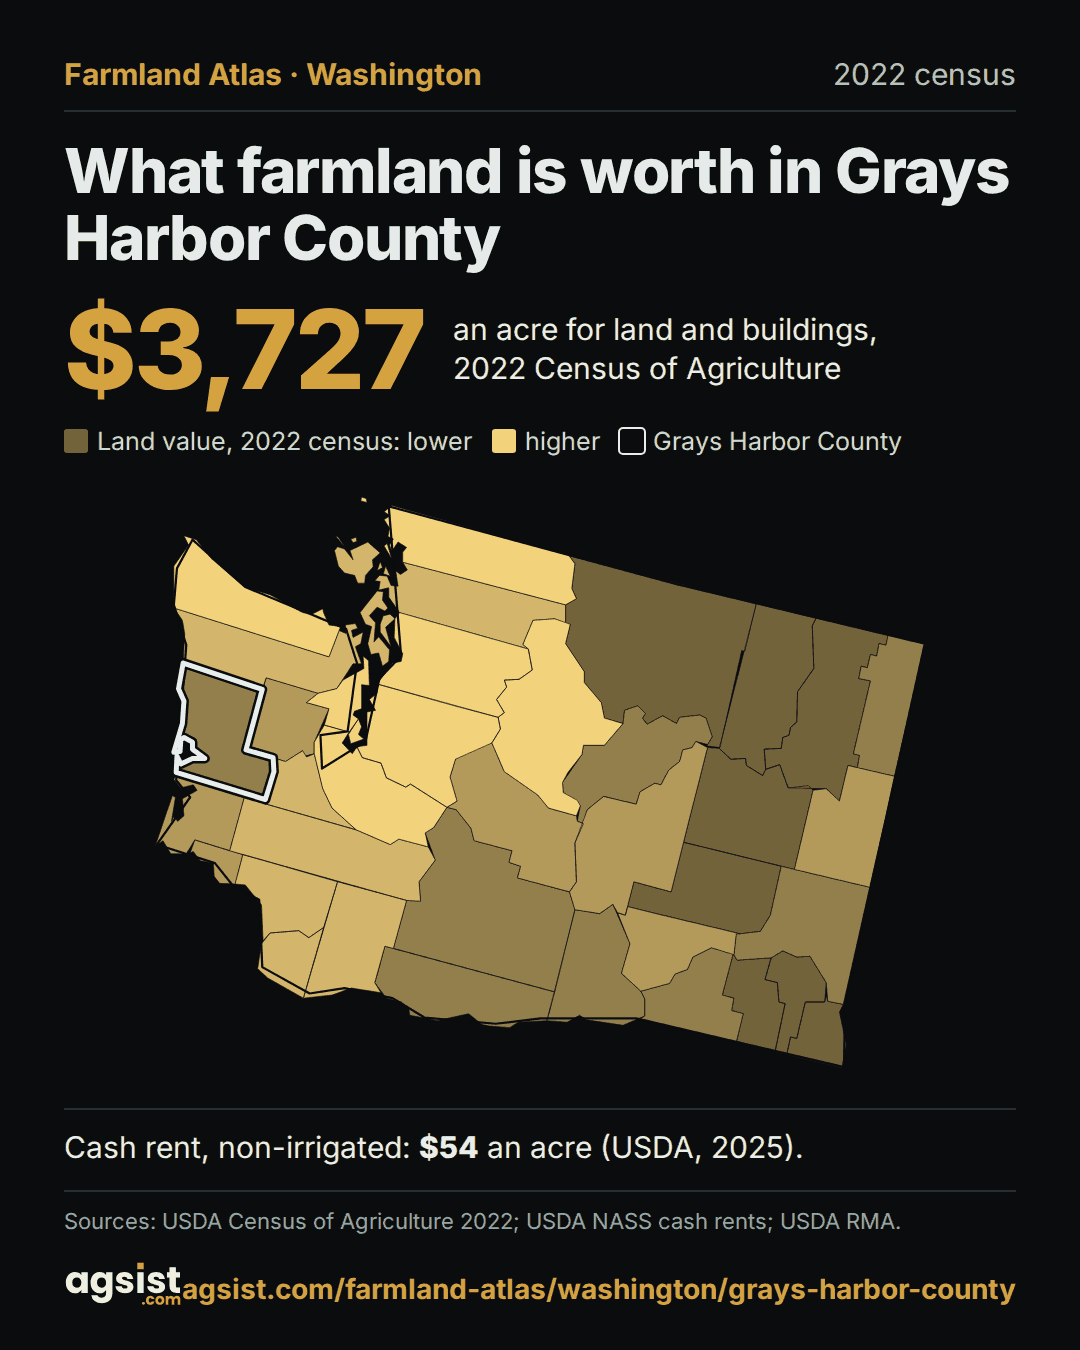 Farmland Atlas · Washington
2022 census
What farmland is worth in Grays
Harbor County
$3,727
an acre for land and buildings,
2022 Census of Agriculture
Land value, 2022 census: lower
higher
Grays Harbor County
Cash rent, non-irrigated: $54 an acre (USDA, 2025).
Sources: USDA Census of Agriculture 2022; USDA NASS cash rents; USDA RMA.
agsist
.com
agsist.com/farmland-atlas/washington/grays-harbor-county